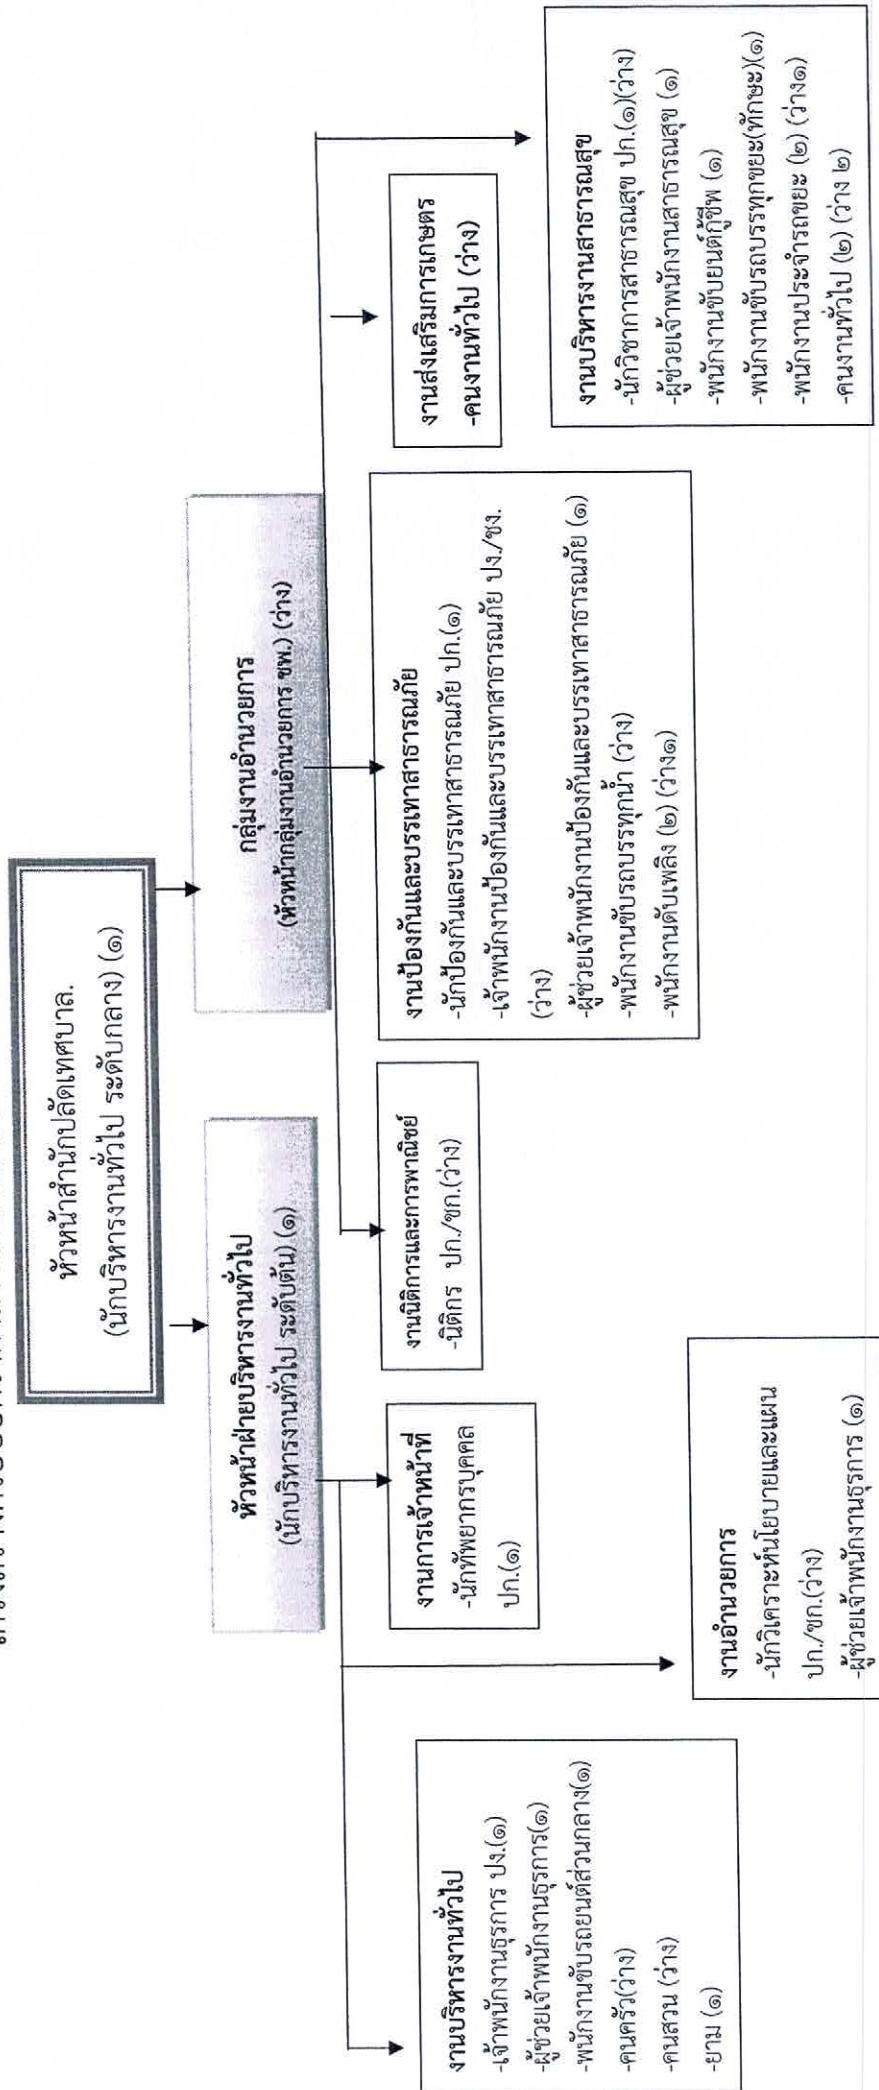 หัวหน้าสำนักปลัดเทศบาล.
(นักบริหารงานทั่วไป ระดับกลาง) (๑)
หัวหน้าฝ่ายบริหารงานทั่วไป
(นักบริหารงานทั่วไป ระดับต้น) (๑)
กลุ่มงานอำนวยการ
(หัวหน้ากลุ่มงานอำนวยการ ชพ.) (ว่าง)
งานบริหารงานทั่วไป
-เจ้าพนักงานธุรการ ปง.(๑)
-ผู้ช่วยเจ้าพนักงานธุรการ(๑)
-พนักงานขับรถยนต์ส่วนกลาง(๑)
-คนครัว(ว่าง)
-คนสวน (ว่าง)
-ยาม (๑)
งานอำนวยการ
-นักวิเคราะห์นโยบายและแผน
ปก./ชก.(ว่าง)
-ผู้ช่วยเจ้าพนักงานธุรการ (๑)
งานการเจ้าหน้าที่
-นักทัพยากรบุคคล
ปก.(๑)
งานนิติการและการพาณิชย์
-นิติกร ปก./ชก.(ว่าง)
งานป้องกันและบรรเทาสาธารณภัย
-นักป้องกันและบรรเทาสาธารณภัย ปก.(๑)
-เจ้าพนักงานป้องกันและบรรเทาสาธารณภัย ปง./ชง.
(ว่าง)
-ผู้ช่วยเจ้าพนักงานป้องกันและบรรเทาสาธารณภัย (๑)
-พนักงานขับรถบรรทุกน้ำ (ว่าง)
-พนักงานดับเพลิง (๒) (ว่าง๑)
งานส่งเสริมการเกษตร
-คนงานทั่วไป (ว่าง)
งานบริหารงานสาธารณสุข
-นักวิชาการสาธารณสุข ปก.(๑)(ว่าง)
-ผู้ช่วยเจ้าพนักงานสาธารณสุข (๑)
-พนักงานขับยนต์กู้ชีพ (๑)
-พนักงานขับรถบรรทุกขยะ(ทักษะ)(๑)
-พนักงานประจำรถขยะ (๒) (ว่าง๑)
-คนงานทั่วไป (๒) (ว่าง ๒)